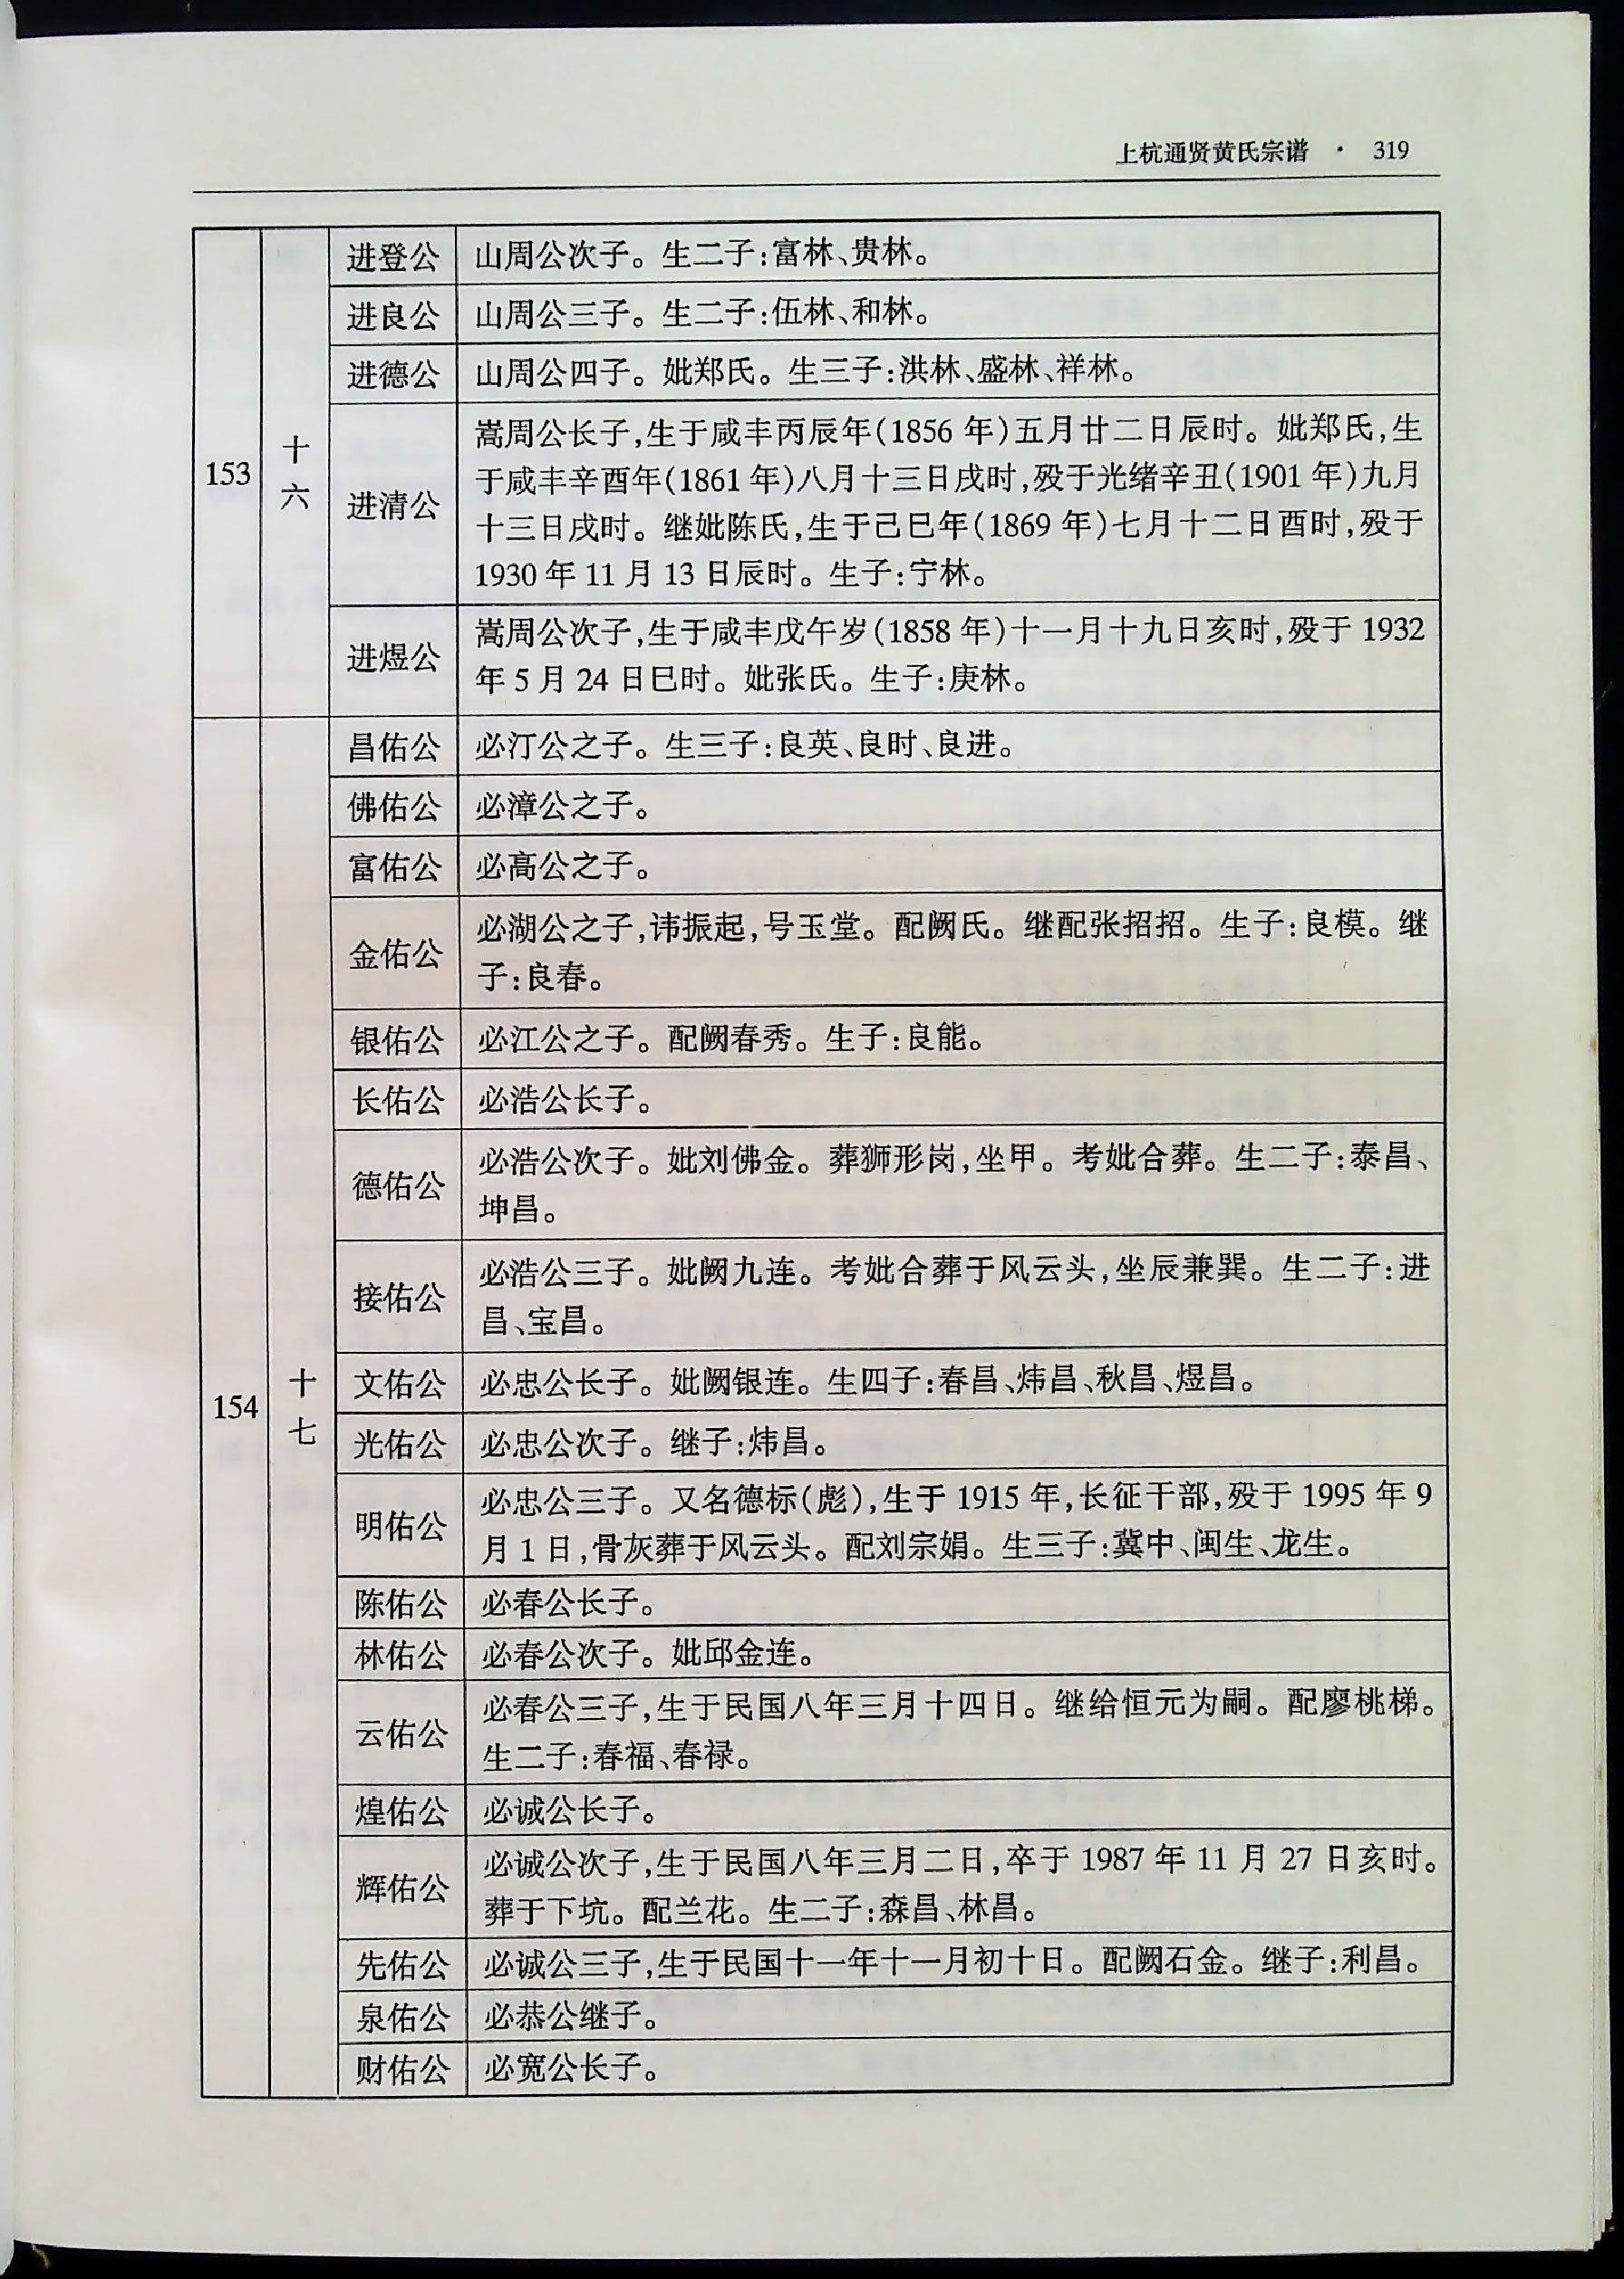 上杭通贤黄氏宗谱 · 319
153
十六
进登公 山周公次子。生二子:富林、贵林。
进良公 山周公三子。生二子:伍林、和林。
进德公 山周公四子。妣郑氏。生三子:洪林、盛林、祥林。
进清公
嵩周公长子,生于咸丰丙辰年(1856 年)五月廿二日辰时。妣郑氏,生
于咸丰辛酉年(1861 年)八月十三日戌时,殁于光绪辛丑(1901 年)九月
十三日戌时。继妣陈氏,生于己巳年(1869 年)七月十二日酉时,殁于
1930 年 11 月 13 日辰时。生子:宁林。
进煜公
嵩周公次子,生于咸丰戊午岁(1858 年)十一月十九日亥时,殁于 1932
年 5 月 24 日巳时。妣张氏。生子:庚林。
154
十七
昌佑公 必汀公之子。生三子:良英、良时、良进。
佛佑公 必漳公之子。
富佑公 必高公之子。
金佑公
必湖公之子,讳振起,号玉堂。配阙氏。继配张招招。生子:良模。继
子:良春。
银佑公 必江公之子。配阙春秀。生子:良能。
长佑公 必浩公长子。
德佑公
必浩公次子。妣刘佛金。葬狮形岗,坐甲。考妣合葬。生二子:泰昌、
坤昌。
接佑公
必浩公三子。妣阙九连。考妣合葬于风云头,坐辰兼巽。生二子:进
昌、宝昌。
文佑公 必忠公长子。妣阙银连。生四子:春昌、炜昌、秋昌、煜昌。
光佑公 必忠公次子。继子:炜昌。
明佑公
必忠公三子。又名德标(彪),生于 1915 年,长征干部,殁于 1995 年 9
月 1 日,骨灰葬于风云头。配刘宗娟。生三子:冀中、闽生、龙生。
陈佑公 必春公长子。
林佑公 必春公次子。妣邱金连。
云佑公
必春公三子,生于民国八年三月十四日。继给恒元为嗣。配廖桃梯。
生二子:春福、春禄。
煌佑公 必诚公长子。
辉佑公
必诚公次子,生于民国八年三月二日,卒于 1987 年 11 月 27 日亥时。
葬于下坑。配兰花。生二子:森昌、林昌。
先佑公 必诚公三子,生于民国十一年十一月初十日。配阙石金。继子:利昌。
泉佑公 必恭公继子。
财佑公 必宽公长子。